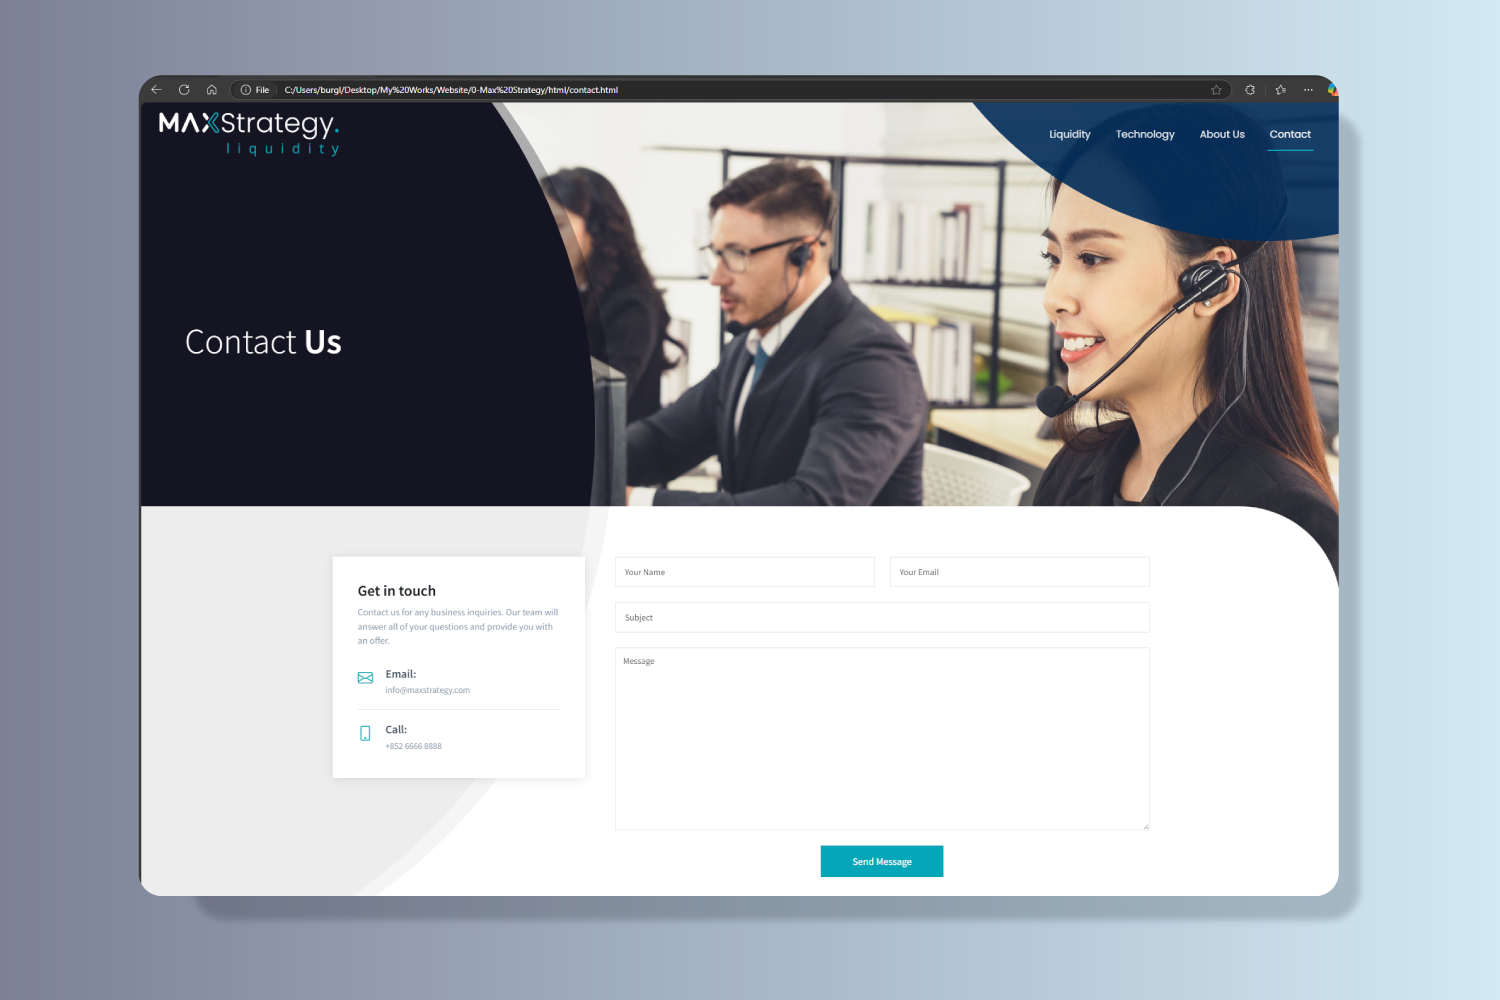 File C:/Users/burgl/Desktop/My%20Works/Website/0-Max%20Strategy/html/contact.html
MAXStrategy.
liquidity
Liquidity Technology About Us Contact
Contact Us
Get in touch
Contact us for any business inquiries. Our team will
answer all of your questions and provide you with
an offer.
Email:
info@maxstrategy.com
Call:
+852 6666 8888
Your Name
Your Email
Subject
Message
Send Message